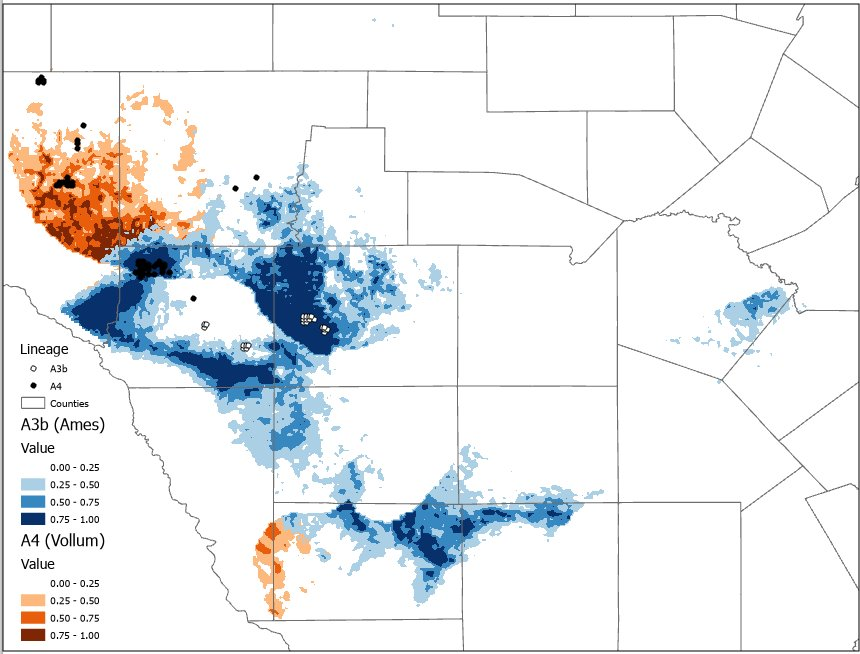 Lineage
A3b
A4
Counties
A3b (Ames)
Value
0.00 - 0.25
0.25 - 0.50
0.50 - 0.75
0.75 - 1.00
A4 (Vollum)
Value
0.00 - 0.25
0.25 - 0.50
0.50 - 0.75
0.75 - 1.00